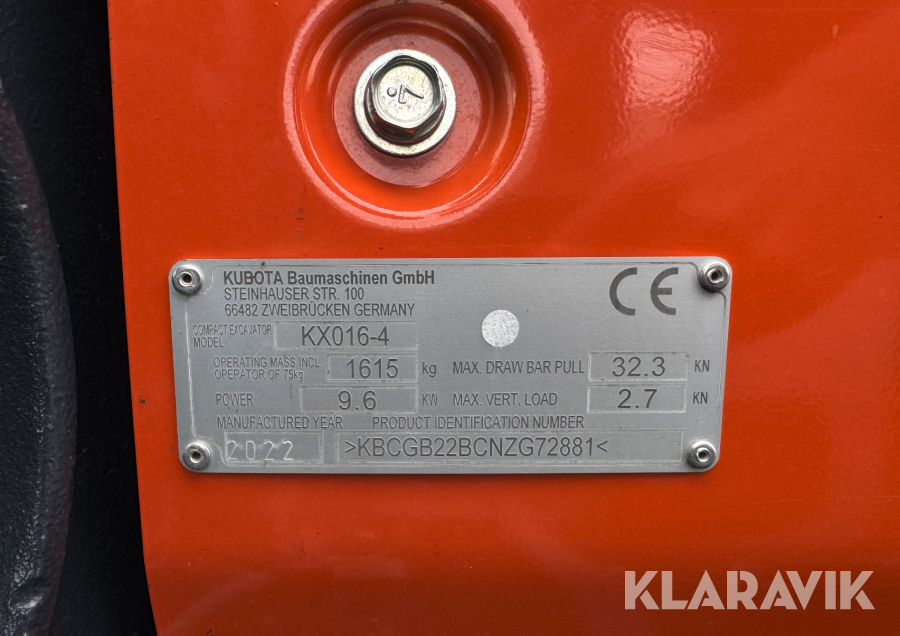 7
KUBOTA Baumaschinen GmbH
STEINHAUSER STR. 100
66482 ZWEIBRÜCKEN GERMANY
CE
COMPACT EXCAVATOR
MODEL
KX016-4
OPERATING MASS INCL
OPERATOR OF 75kg
1615 kg
MAX. DRAW BAR PULL 32.3 KN
POWER 9.6 KW
MAX. VERT. LOAD 2.7 KN
MANUFACTURED YEAR PRODUCT IDENTIFICATION NUMBER
2022 >KBCGB22BCNZG72881<
KLARAVIK